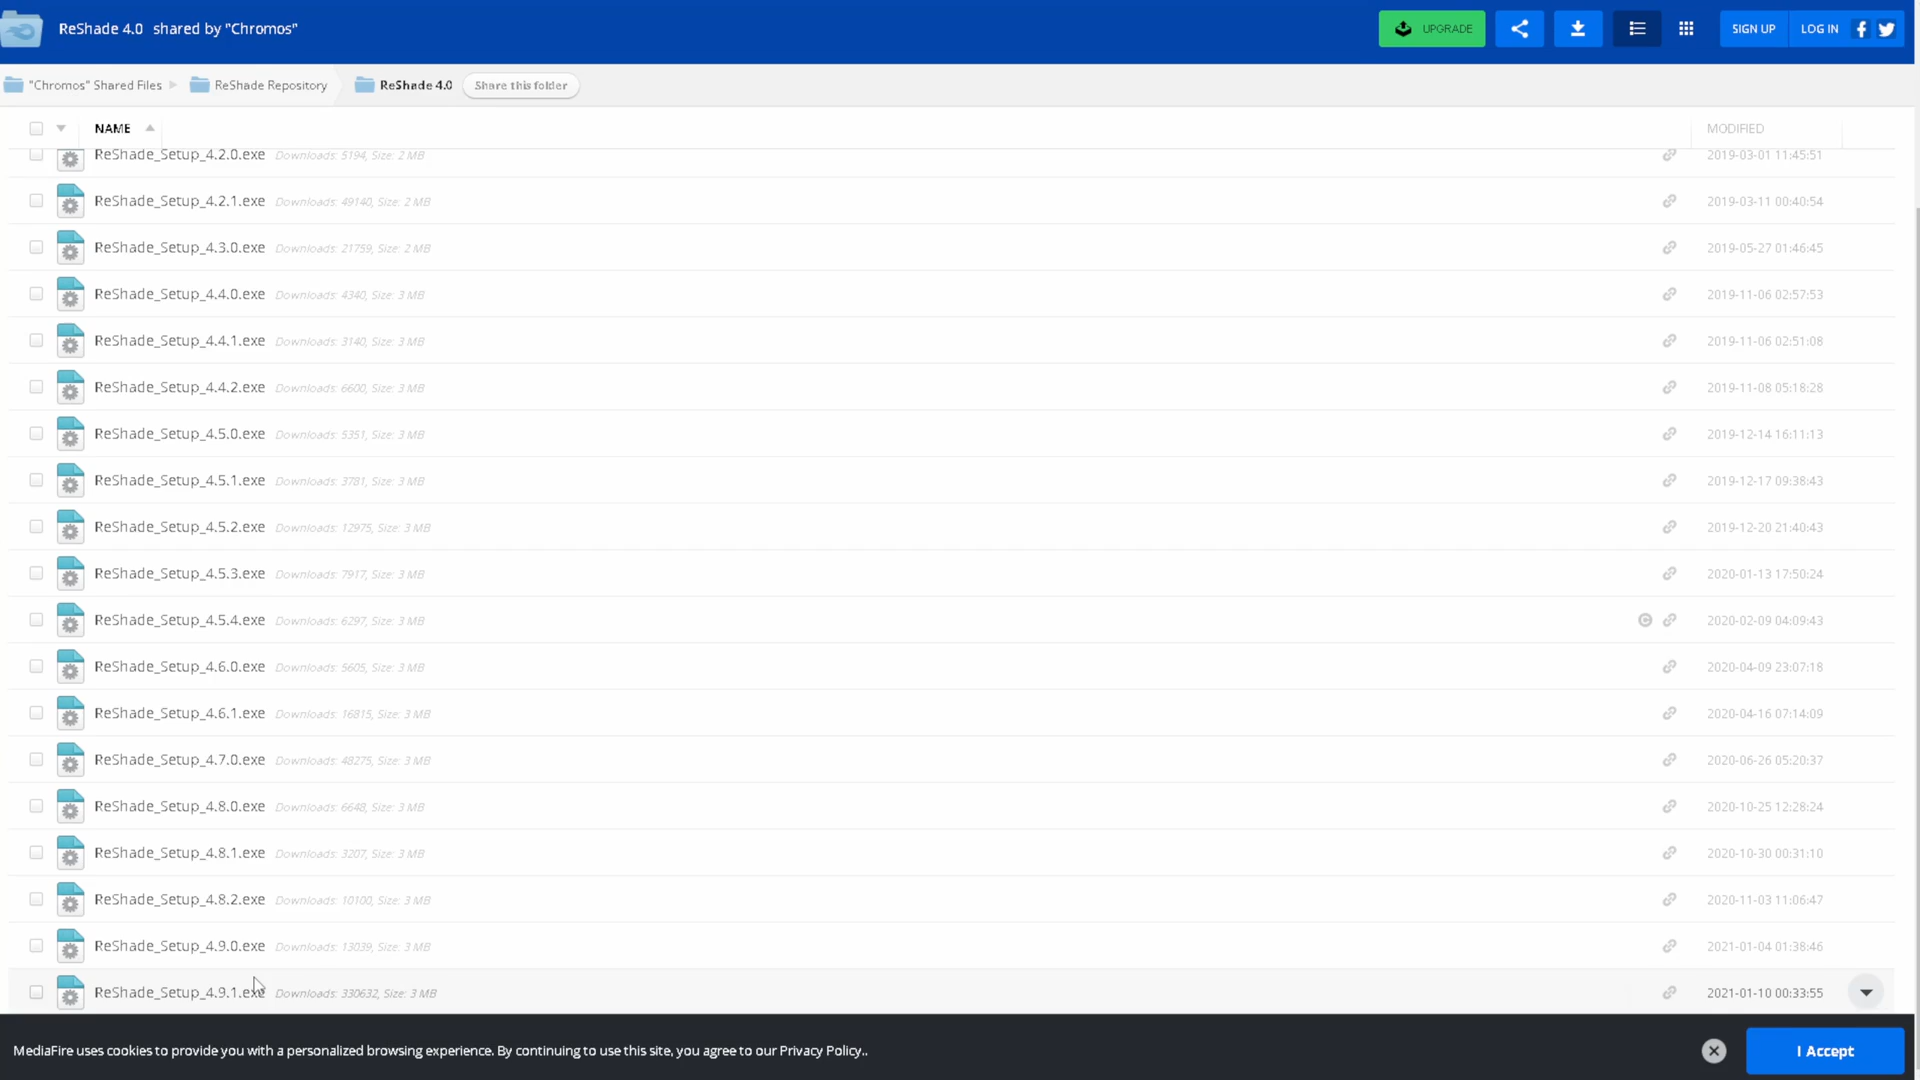 ReShade 4.0 shared by "Chromos"
UPGRADE
SIGN UP
LOG IN
"Chromos" Shared Files
ReShade Repository
ReShade 4.0
Share this folder
NAME
MODIFIED
ReShade_Setup_4.2.0.exe Downloads: 5194, Size: 2 MB 2019-03-01 11:45:51
ReShade_Setup_4.2.1.exe Downloads: 49140, Size: 2 MB 2019-03-11 00:40:54
ReShade_Setup_4.3.0.exe Downloads: 21759, Size: 2 MB 2019-05-27 01:46:45
ReShade_Setup_4.4.0.exe Downloads: 4340, Size: 3 MB 2019-11-06 02:57:53
ReShade_Setup_4.4.1.exe Downloads: 3140, Size: 3 MB 2019-11-06 02:51:08
ReShade_Setup_4.4.2.exe Downloads: 6600, Size: 3 MB 2019-11-08 05:18:28
ReShade_Setup_4.5.0.exe Downloads: 5351, Size: 3 MB 2019-12-14 16:11:13
ReShade_Setup_4.5.1.exe Downloads: 3781, Size: 3 MB 2019-12-17 09:38:43
ReShade_Setup_4.5.2.exe Downloads: 12975, Size: 3 MB 2019-12-20 21:40:43
ReShade_Setup_4.5.3.exe Downloads: 7917, Size: 3 MB 2020-01-13 17:50:24
ReShade_Setup_4.5.4.exe Downloads: 6297, Size: 3 MB 2020-02-09 04:09:43
ReShade_Setup_4.6.0.exe Downloads: 5605, Size: 3 MB 2020-04-09 23:07:18
ReShade_Setup_4.6.1.exe Downloads: 16815, Size: 3 MB 2020-04-16 07:14:09
ReShade_Setup_4.7.0.exe Downloads: 48275, Size: 3 MB 2020-06-26 05:20:37
ReShade_Setup_4.8.0.exe Downloads: 6648, Size: 3 MB 2020-10-25 12:28:24
ReShade_Setup_4.8.1.exe Downloads: 3207, Size: 3 MB 2020-10-30 00:31:10
ReShade_Setup_4.8.2.exe Downloads: 10100, Size: 3 MB 2020-11-03 11:06:47
ReShade_Setup_4.9.0.exe Downloads: 13039, Size: 3 MB 2021-01-04 01:38:46
ReShade_Setup_4.9.1.exe Downloads: 330632, Size: 3 MB 2021-01-10 00:33:55
MediaFire uses cookies to provide you with a personalized browsing experience. By continuing to use this site, you agree to our Privacy Policy..
I Accept